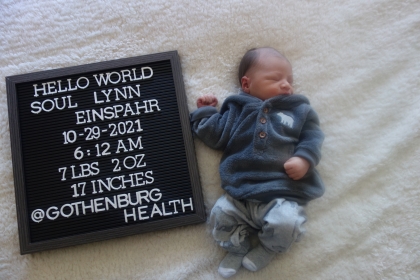 HELLO WORLD
SOUL LYNN
EINSPAHR
10-29-2021
6:12 AM
7 LBS 2 OZ
17 INCHES
@GOTHENBURG
HEALTH